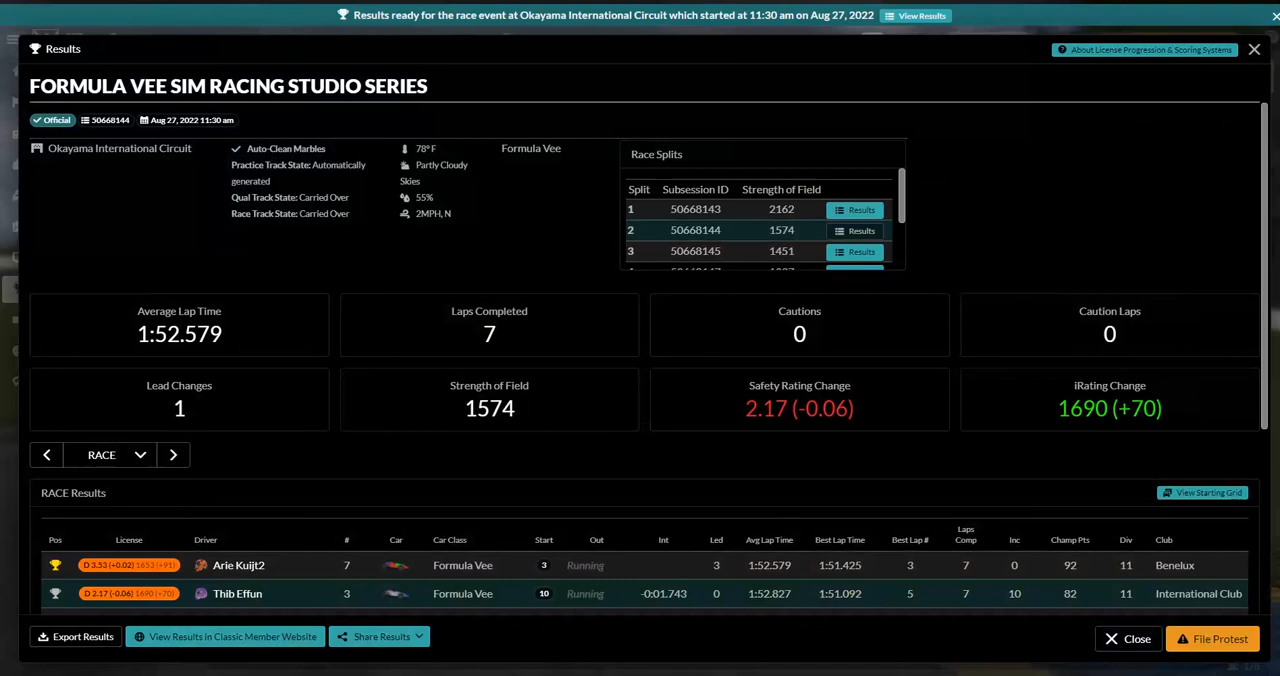 Results ready for the race event at Okayama International Circuit which started at 11:30 am on Aug 27, 2022 View Results
Results
About License Progression & Scoring Systems
FORMULA VEE SIM RACING STUDIO SERIES
Official 50668144 Aug 27, 2022 11:30 am
Okayama International Circuit
Auto-Clean Marbles
Practice Track State: Automatically
generated
Qual Track State: Carried Over
Race Track State: Carried Over
78°F
Partly Cloudy
Skies
55%
2MPH, N
Formula Vee
Race Splits
Split Subsession ID Strength of Field
1 50668143 2162 Results
2 50668144 1574 Results
3 50668145 1451 Results
Average Lap Time
1:52.579
Laps Completed
7
Cautions
0
Caution Laps
0
Lead Changes
1
Strength of Field
1574
Safety Rating Change
2.17 (-0.06)
iRating Change
1690 (+70)
RACE
RACE Results
View Starting Grid
Pos License Driver # Car Car Class Start Out Int Led Avg Lap Time Best Lap Time Best Lap # Laps Comp Inc Champ Pts Div Club
D 3.53 (+0.02) 1653 (+91) Arie Kuijt2 7 Formula Vee 3 Running 3 1:52.579 1:51.425 3 7 0 92 11 Benelux
D 2.17 (-0.06) 1690 (+70) Thib Effun 3 Formula Vee 10 Running -0:01.743 0 1:52.827 1:51.092 5 7 10 82 11 International Club
Export Results
View Results in Classic Member Website
Share Results
Close
File Protest